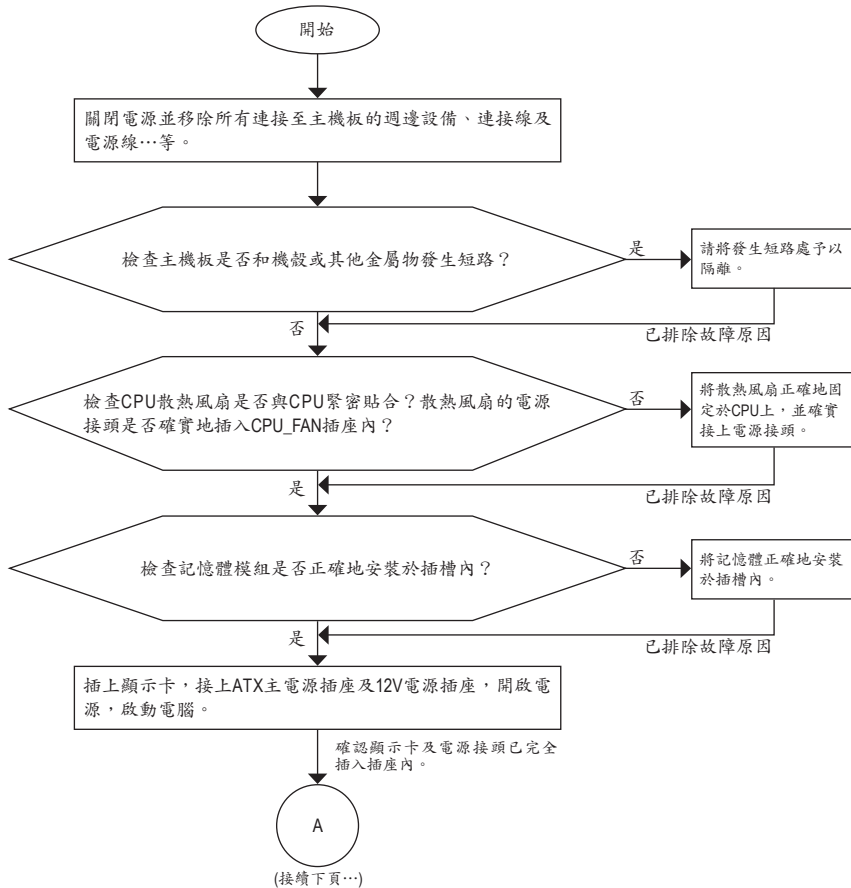 開始
關閉電源並移除所有連接至主機板的週邊設備、連接線及
電源線…等。
檢查主機板是否和機殼或其他金屬物發生短路？
是
請將發生短路處予以
隔離。
否
已排除故障原因
檢查CPU散熱風扇是否與CPU緊密貼合？散熱風扇的電源
接頭是否確實地插入CPU_FAN插座內？
否
將散熱風扇正確地固
定於CPU上，並確實
接上電源接頭。
是
已排除故障原因
檢查記憶體模組是否正確地安裝於插槽內？
否
將記憶體正確地安裝
於插槽內。
是
已排除故障原因
插上顯示卡，接上ATX主電源插座及12V電源插座，開啟電
源，啟動電腦。
確認顯示卡及電源接頭已完全
插入插座內。
A
(接續下頁…)